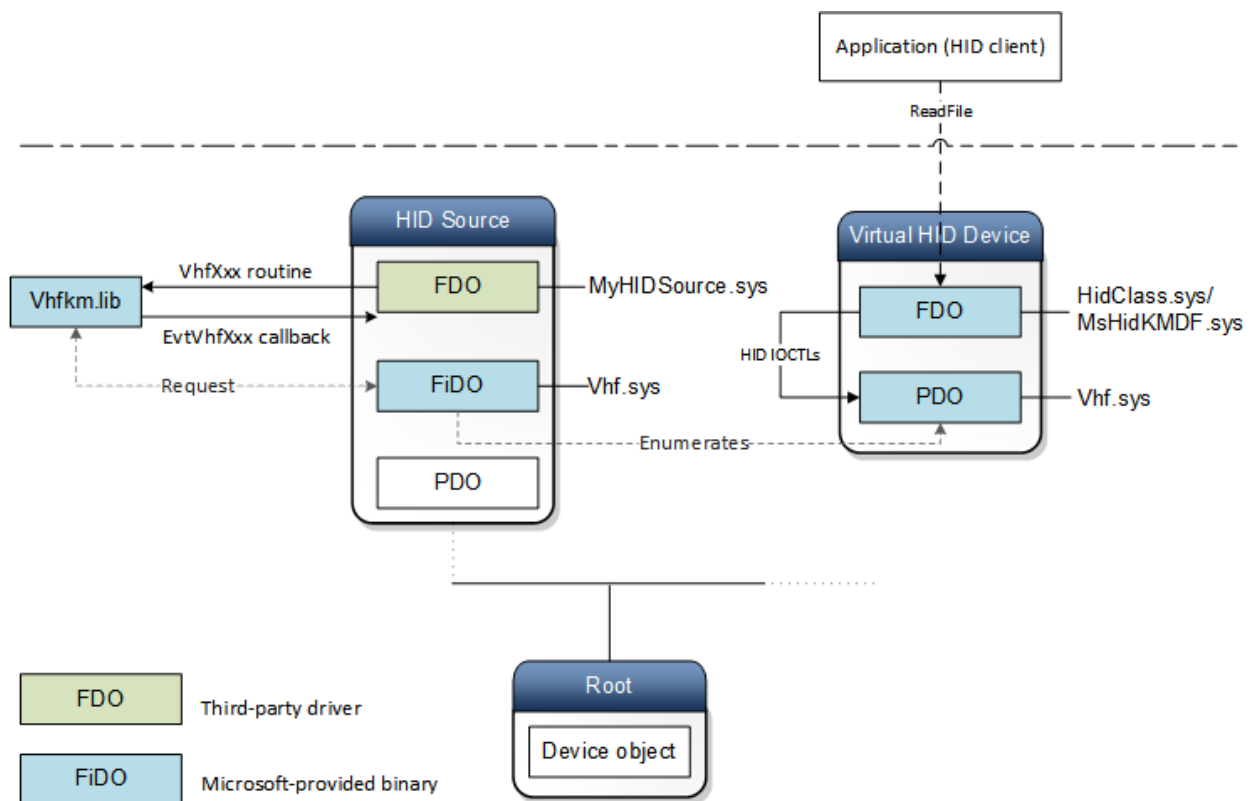 Application (HID client)
ReadFile
HID Source
Virtual HID Device
VhfXxx routine
FDO
MyHIDSource.sys
Vhfkm.lib
EvtVhfXxx callback
FDO
HidClass.sys/
MsHidKMDF.sys
HID IOCTLs
Request
FiDO
Vhf.sys
PDO
Vhf.sys
Enumerates
PDO
Root
Device object
FDO
Third-party driver
FiDO
Microsoft-provided binary